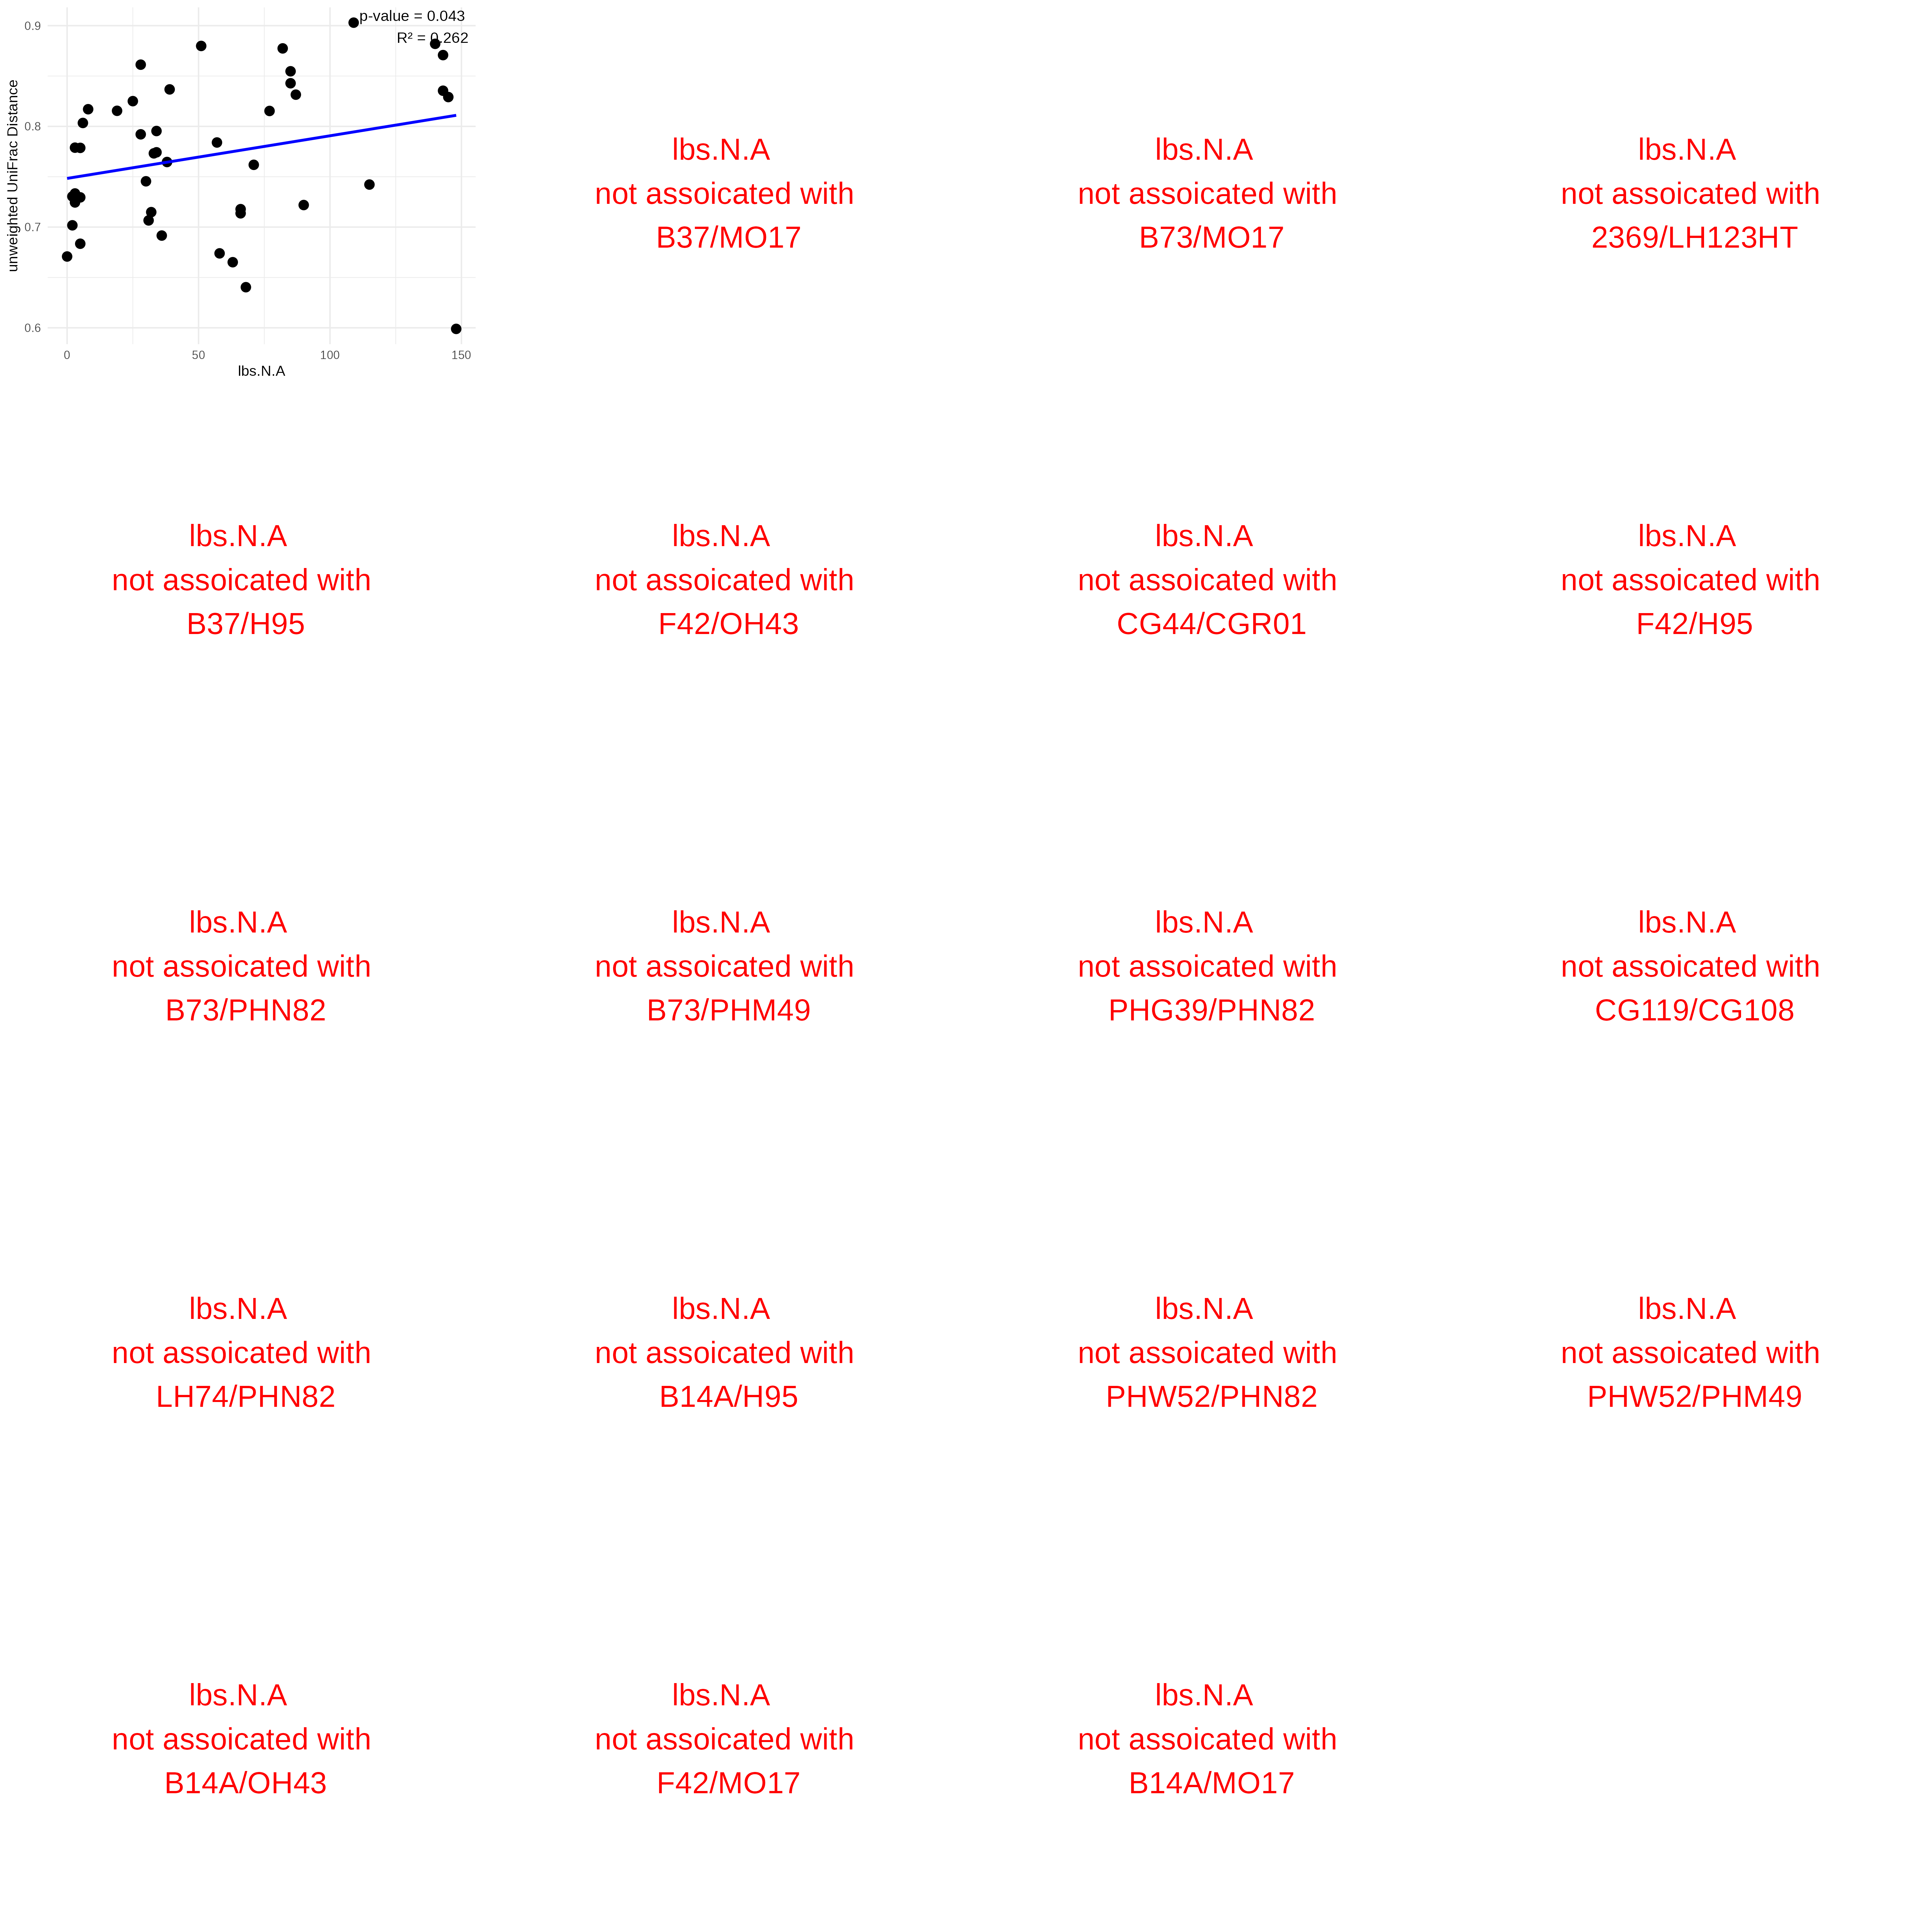 p-value = 0.043
R² = 0.262
unweighted UniFrac Distance
0.9
0.8
0.7
0.6
0
50
100
150
lbs.N.A
lbs.N.A
not assoicated with
B37/MO17
lbs.N.A
not assoicated with
B73/MO17
lbs.N.A
not assoicated with
2369/LH123HT
lbs.N.A
not assoicated with
B37/H95
lbs.N.A
not assoicated with
F42/OH43
lbs.N.A
not assoicated with
CG44/CGR01
lbs.N.A
not assoicated with
F42/H95
lbs.N.A
not assoicated with
B73/PHN82
lbs.N.A
not assoicated with
B73/PHM49
lbs.N.A
not assoicated with
PHG39/PHN82
lbs.N.A
not assoicated with
CG119/CG108
lbs.N.A
not assoicated with
LH74/PHN82
lbs.N.A
not assoicated with
B14A/H95
lbs.N.A
not assoicated with
PHW52/PHN82
lbs.N.A
not assoicated with
PHW52/PHM49
lbs.N.A
not assoicated with
B14A/OH43
lbs.N.A
not assoicated with
F42/MO17
lbs.N.A
not assoicated with
B14A/MO17